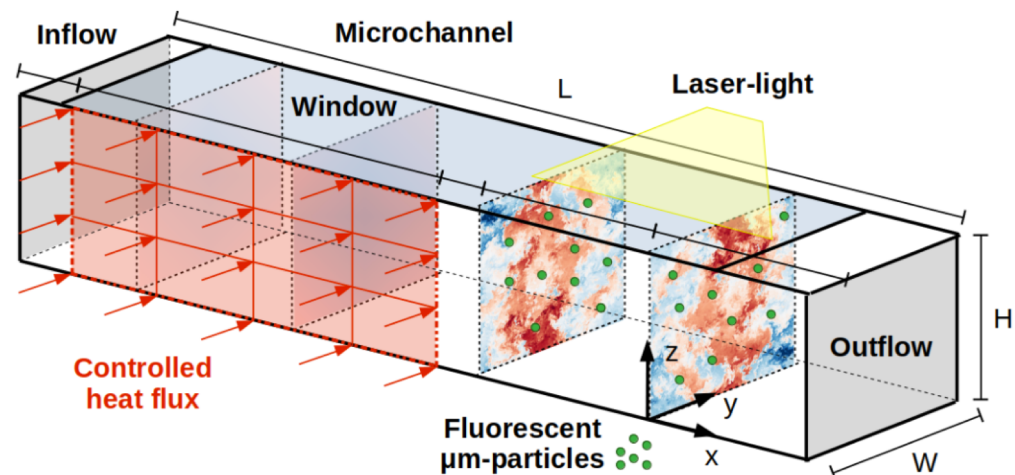 Inflow
Microchannel
L
Laser-light
Window
H
Outflow
z
y
x
W
Controlled
heat flux
Fluorescent
µm-particles